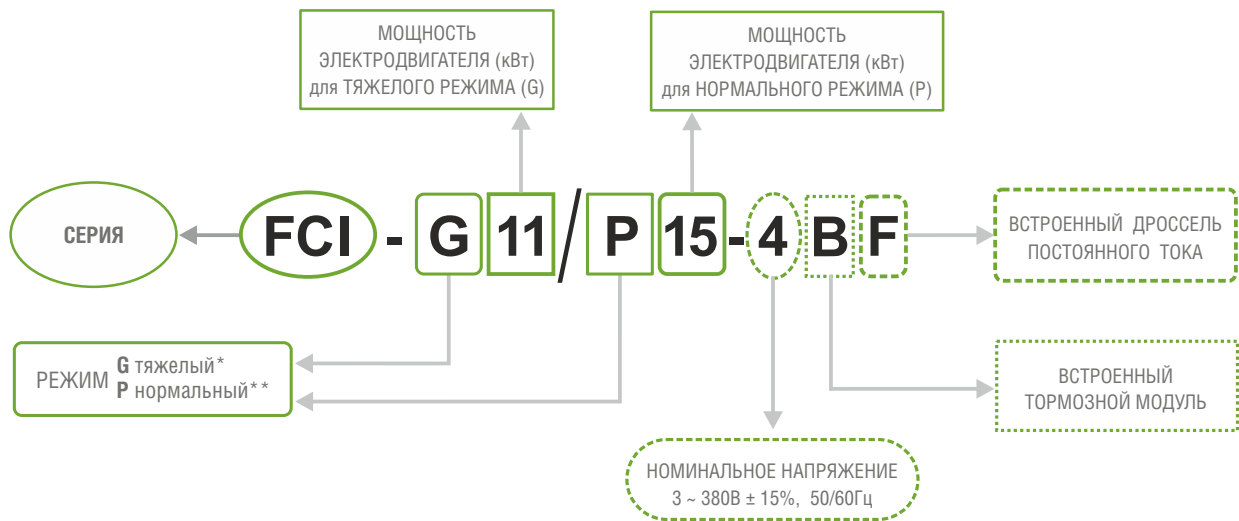 МОЩНОСТЬ
ЭЛЕКТРОДВИГАТЕЛЯ (кВт)
для ТЯЖЕЛОГО РЕЖИМА (G)
МОЩНОСТЬ
ЭЛЕКТРОДВИГАТЕЛЯ (кВт)
для НОРМАЛЬНОГО РЕЖИМА (P)
СЕРИЯ
FCI - G 11 / P 15 - 4 B F
ВСТРОЕННЫЙ ДРОССЕЛЬ
ПОСТОЯННОГО ТОКА
РЕЖИМ G тяжелый*
P нормальный**
ВСТРОЕННЫЙ
ТОРМОЗНОЙ МОДУЛЬ
НОМИНАЛЬНОЕ НАПРЯЖЕНИЕ
3 ~ 380В ± 15%, 50/60Гц